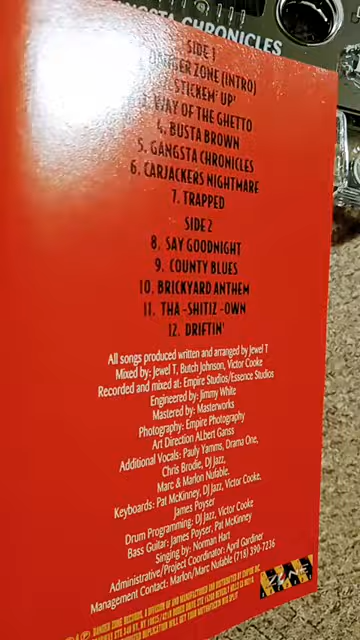 GANGSTA CHRONICLES
SIDE 1
DANGER ZONE (INTRO)
STICKEM' UP'
3. WAY OF THE GHETTO
4. BUSTA BROWN
5. GANGSTA CHRONICLES
6. CARJACKERS NIGHTMARE
7. TRAPPED
SIDE 2
8. SAY GOODNIGHT
9. COUNTY BLUES
10. BRICKYARD ANTHEM
11. THA-SHITIZ-OWN
12. DRIFTIN'
All songs produced written and arranged by Jewel T
Mixed by: Jewel T, Butch Johnson, Victor Cooke
Recorded and mixed at: Empire Studios/Essence Studios
Engineered by: Jimmy White
Mastered by: Masterworks
Photography: Empire Photography
Art Direction ALbert Ganss
Additional Vocals: Pauly Yamms, Drama One,
Chris Brodie, DJ Jazz,
Marc & Marlon Nufable.
Keyboards: Pat McKinney, DJ Jazz, Victor Cooke.
James Poyser
Drum Programming: DJ Jazz, Victor Cooke
Bass Guitar: James Poyser, Pat McKinney
Singing by: Norman Hart
Administrative/Project Coordinator: April Gardiner
Management Contact: Marlon/Marc Nufable (718) 390-7236